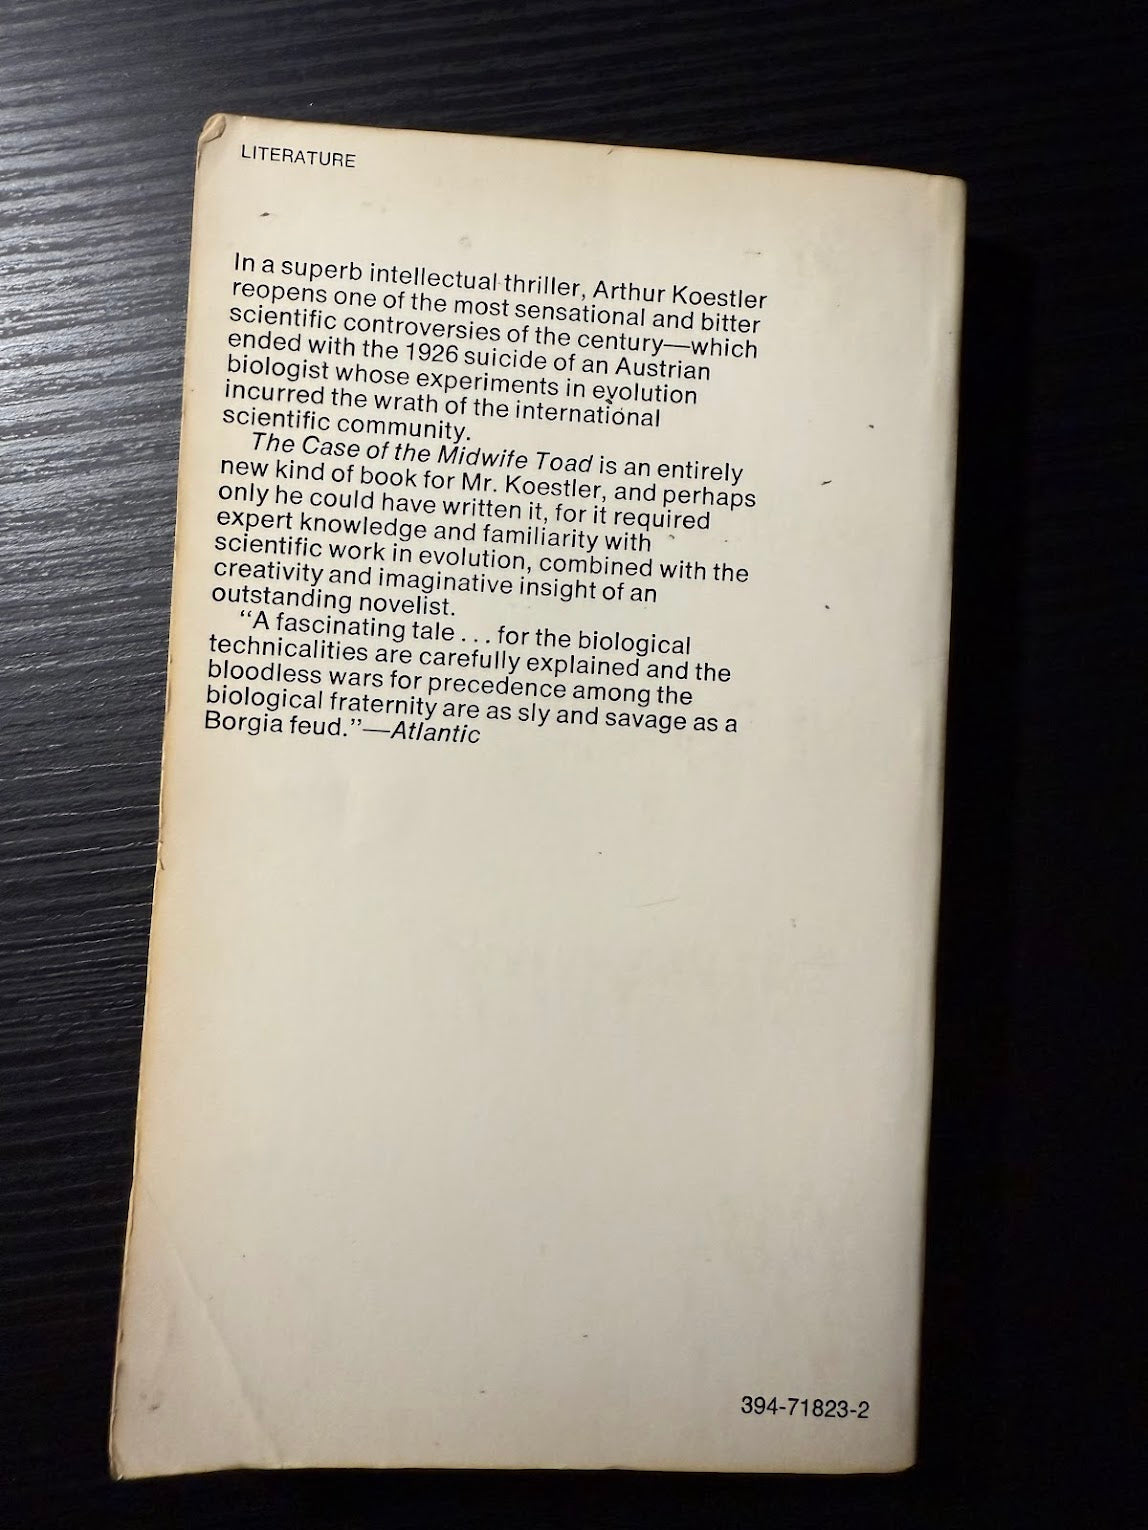 LITERATURE
In a superb intellectual thriller, Arthur Koestler
reopens one of the most sensational and bitter
scientific controversies of the century—which
ended with the 1926 suicide of an Austrian
biologist whose experiments in evolution
incurred the wrath of the international
scientific community.
The Case of the Midwife Toad is an entirely
new kind of book for Mr. Koestler, and perhaps
only he could have written it, for it required
expert knowledge and familiarity with
scientific work in evolution, combined with the
creativity and imaginative insight of an
outstanding novelist.
“A fascinating tale . . . for the biological
technicalities are carefully explained and the
bloodless wars for precedence among the
biological fraternity are as sly and savage as a
Borgia feud.”—Atlantic
394-71823-2